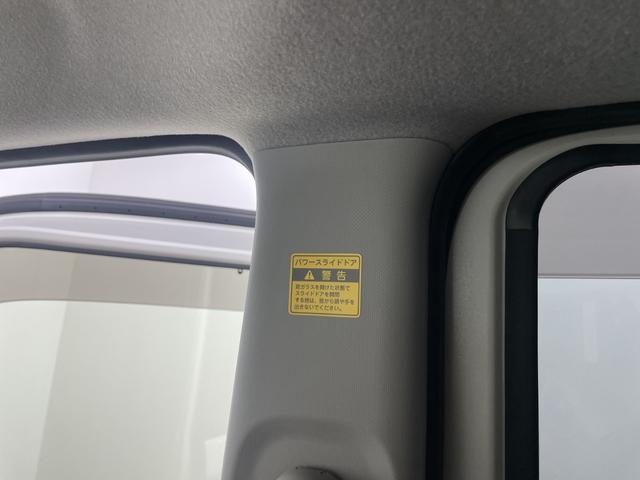 パワースライドドア
警告
窓ガラスを開けた状態で
スライドドアを開閉
する時は、窓から頭や手を
出さないでください。